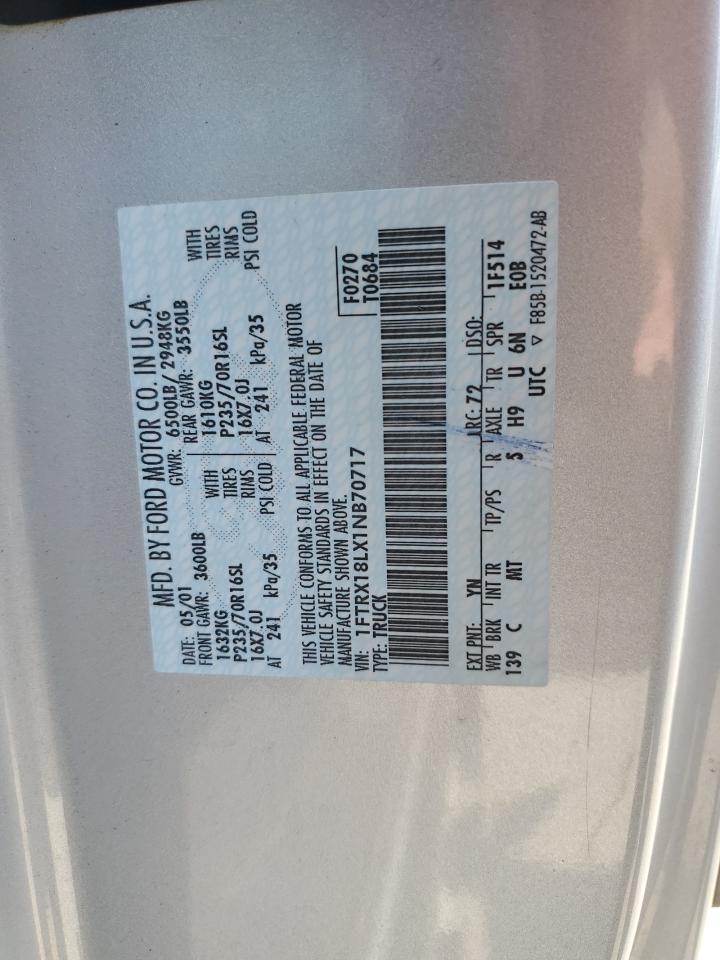 MFD. BY FORD MOTOR CO. IN U.S.A.
DATE: 05/01 GVWR: 6500LB/ 2948KG
FRONT GAWR: 3600LB REAR GAWR: 3550LB
1632KG WITH 1610KG WITH
P235/70R16SL TIRES P235/70R16SL TIRES
16X7.0J RIMS 16X7.0J RIMS
AT 241 kPa/35 PSI COLD AT 241 kPa/35 PSI COLD
THIS VEHICLE CONFORMS TO ALL APPLICABLE FEDERAL MOTOR
VEHICLE SAFETY STANDARDS IN EFFECT ON THE DATE OF
MANUFACTURE SHOWN ABOVE.
VIN: 1FTRX18LX1NB70717 F0270
TYPE: TRUCK T0684
EXT PNT: YN RC: 72 DSO:
WB BRK INT TR TP/PS R AXLE TR SPR 1F514
139 C MT S H9 U 6N E0B
UTC ▽ F85B-1520472-AB